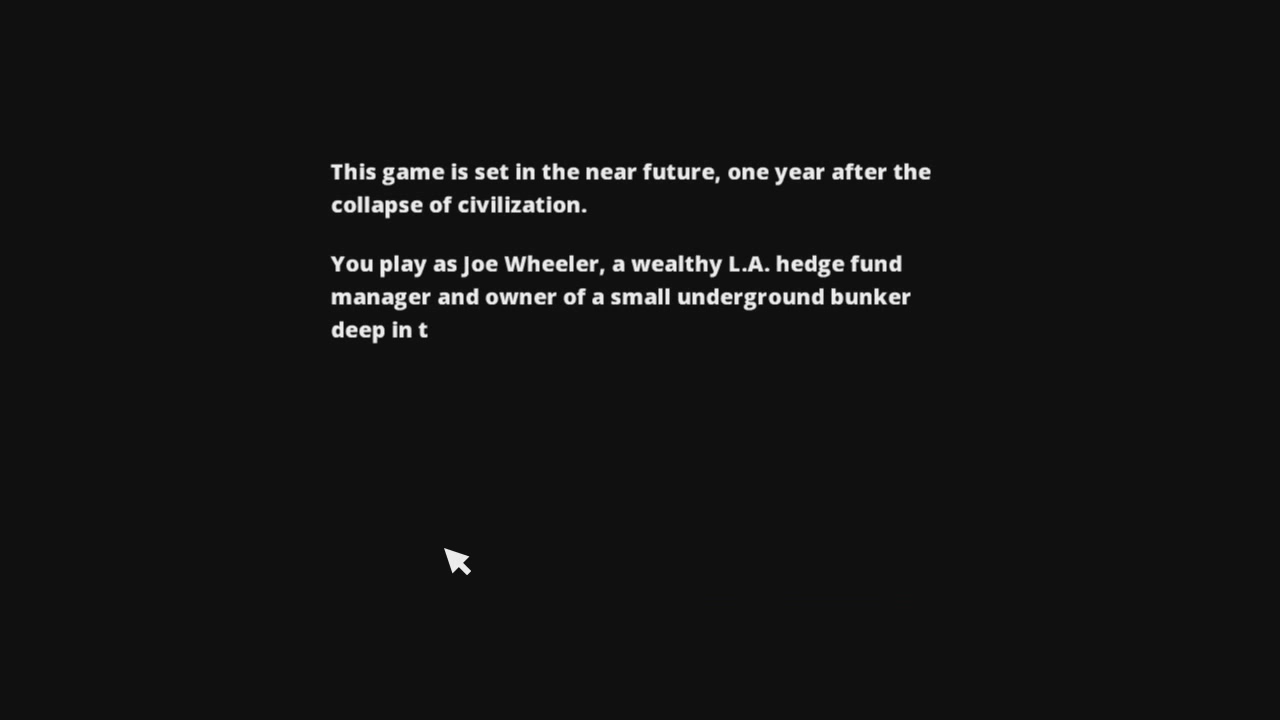 This game is set in the near future, one year after the
collapse of civilization.
You play as Joe Wheeler, a wealthy L.A. hedge fund
manager and owner of a small underground bunker
deep in t